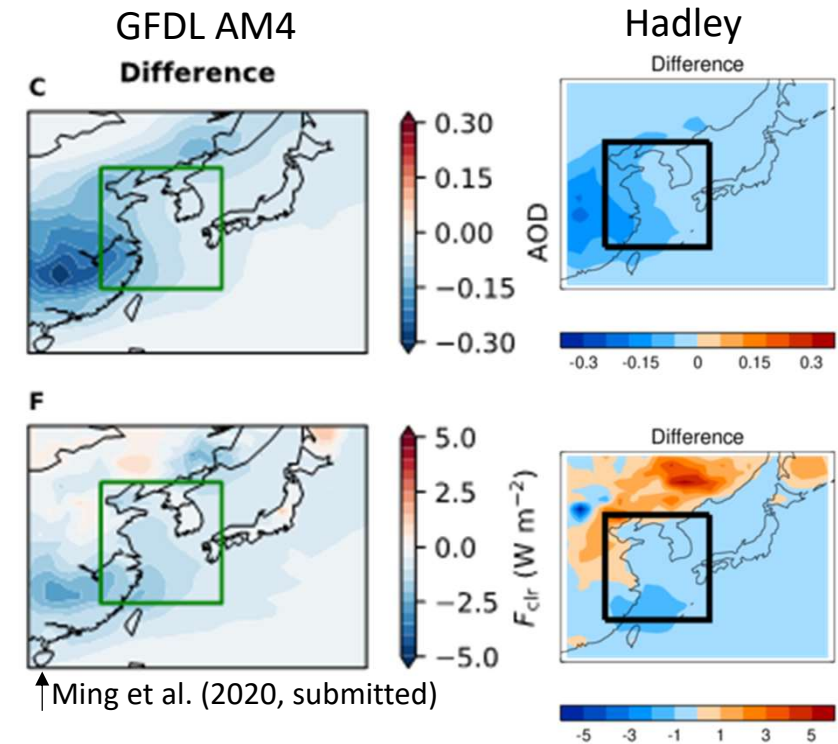 GFDL AM4
Hadley
C
Difference
0.30
0.15
0.00
−0.15
−0.30
AOD
Difference
-0.3 -0.15 0 0.15 0.3
F
5.0
2.5
0.0
−2.5
−5.0
F_clr (W m⁻²)
Difference
-5 -3 -1 1 3 5
Ming et al. (2020, submitted)